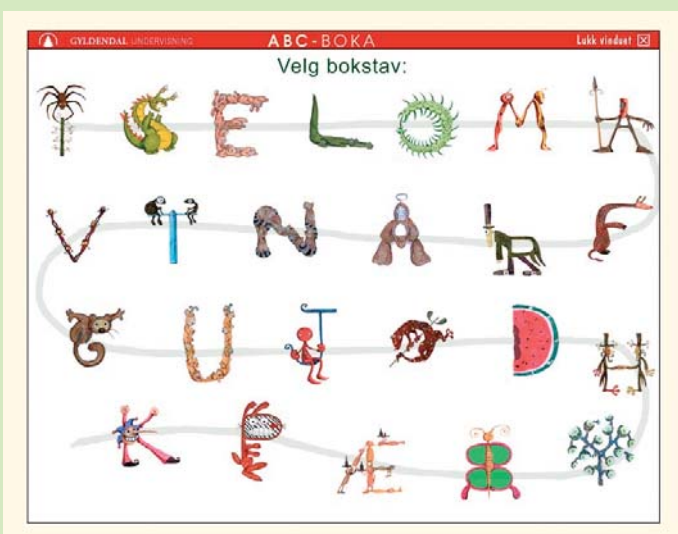 GYLDENDAL UNDERVISNING ABC-BOKA Lukk vinduet
Velg bokstav:
I S E L O M A
V T N Å R F
G U J Ø D H
K P Æ B Y